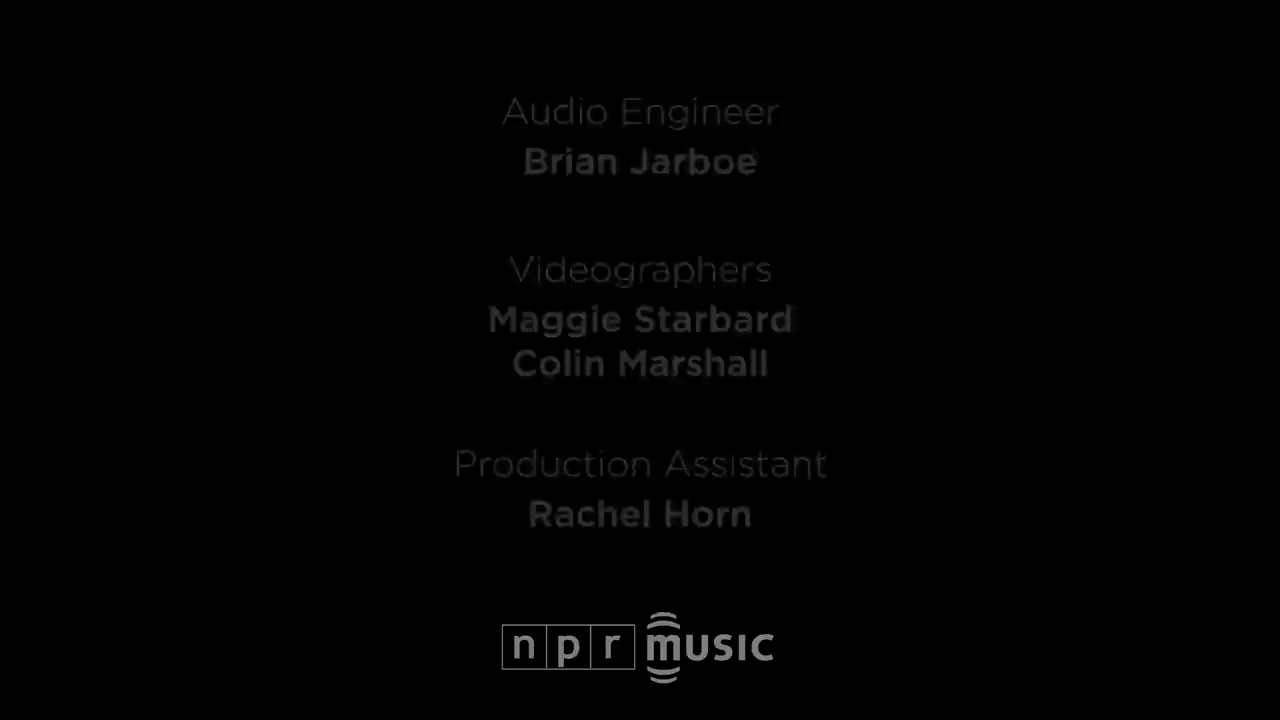 Audio Engineer
Brian Jarboe
Videographers
Maggie Starbard
Colin Marshall
Production Assistant
Rachel Horn
npr music